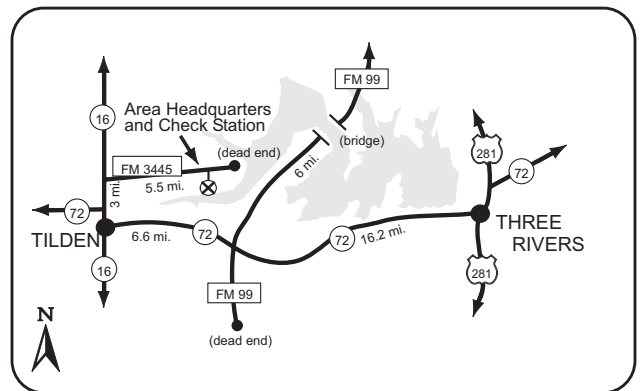 FM 99
16
Area Headquarters
and Check Station
(dead end)
(bridge)
FM 3445
5.5 mi.
3 mi.
6 mi.
281
72
72
TILDEN
6.6 mi.
72
72
16.2 mi.
THREE
RIVERS
16
281
FM 99
(dead end)
N